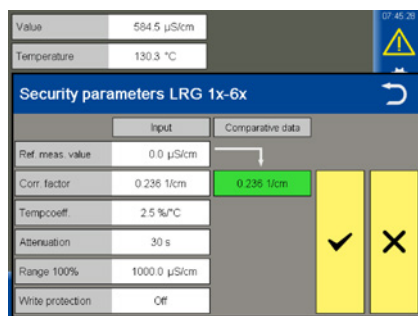 07:45:28
Value 584.5 µS/cm
Temperature 130.3 °C
Security parameters LRG 1x-6x
Input Comparative data
Ref. meas. value 0.0 µS/cm
Corr. factor 0.236 1/cm 0.236 1/cm
Tempcoeff. 2.5 %/°C
Attenuation 30 s
Range 100% 1000.0 µS/cm
Write protection Off